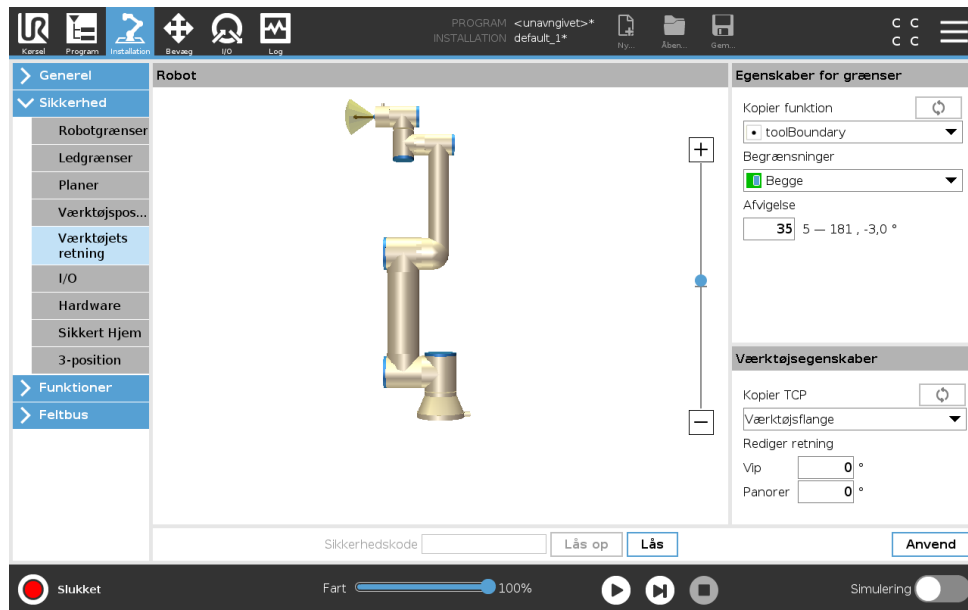 UR
PROGRAM <unavngivet>*
INSTALLATION default_1*
Kørsel Program Installation Bevæg I/O Log Ny... Åben... Gem...
C C
C C
Generel
Sikkerhed
Robotgrænser
Ledgrænser
Planer
Værktøjspos...
Værktøjets
retning
I/O
Hardware
Sikkert Hjem
3-position
Funktioner
Feltbus
Robot
+
−
Egenskaber for grænser
Kopier funktion
toolBoundary
Begrænsninger
Begge
Afvigelse
35 5 — 181 , -3,0 °
Værktøjsegenskaber
Kopier TCP
Værktøjsflange
Rediger retning
Vip 0 °
Panorer 0 °
Sikkerhedskode Lås op Lås Anvend
Slukket Fart 100% Simulering